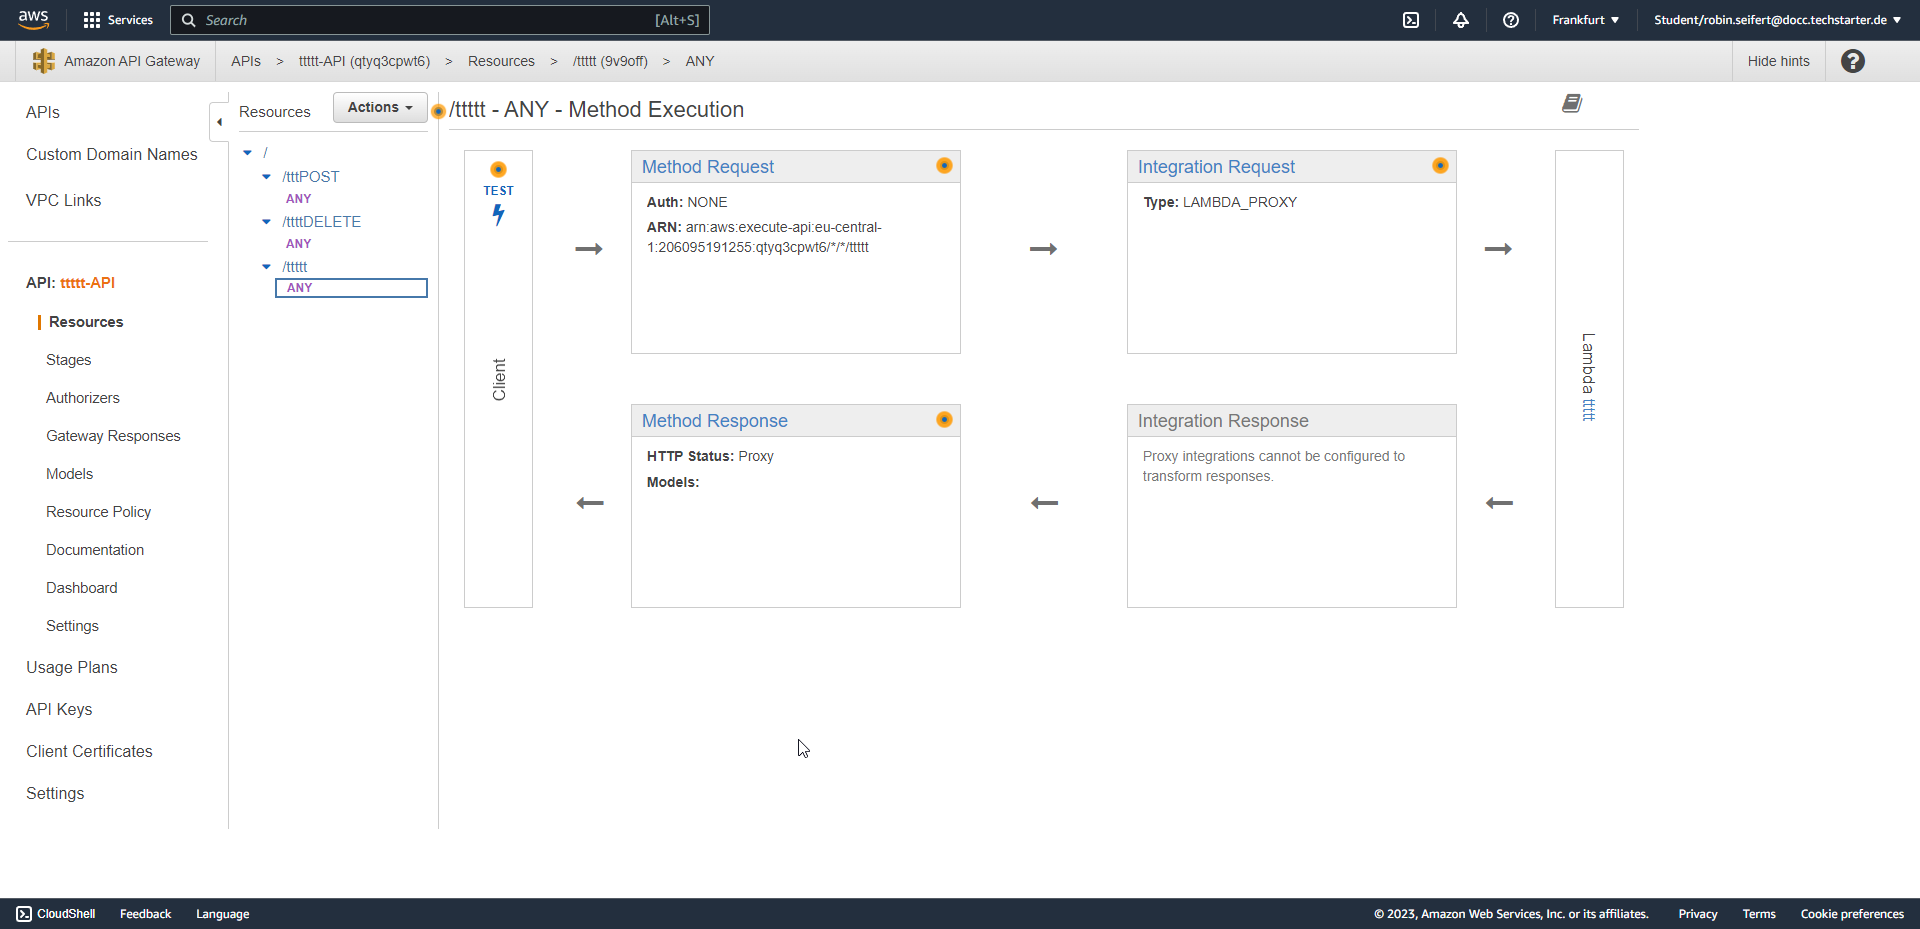 aws
Services
Search
[Alt+S]
Frankfurt ▼
Student/robin.seifert@docc.techstarter.de ▼
Amazon API Gateway
APIs > ttttt-API (qtyq3cpwt6) > Resources > /ttttt (9v9off) > ANY
Hide hints
APIs
Custom Domain Names
VPC Links
API: ttttt-API
Resources
Stages
Authorizers
Gateway Responses
Models
Resource Policy
Documentation
Dashboard
Settings
Usage Plans
API Keys
Client Certificates
Settings
Resources
Actions
/
/tttPOST
ANY
/ttttDELETE
ANY
/ttttt
ANY
/ttttt - ANY - Method Execution
TEST
Client
Method Request
Auth: NONE
ARN: arn:aws:execute-api:eu-central-
1:206095191255:qtyq3cpwt6/*/*/ttttt
Integration Request
Type: LAMBDA_PROXY
Lambda ttttt
Method Response
HTTP Status: Proxy
Models:
Integration Response
Proxy integrations cannot be configured to
transform responses.
CloudShell
Feedback
Language
© 2023, Amazon Web Services, Inc. or its affiliates.
Privacy
Terms
Cookie preferences